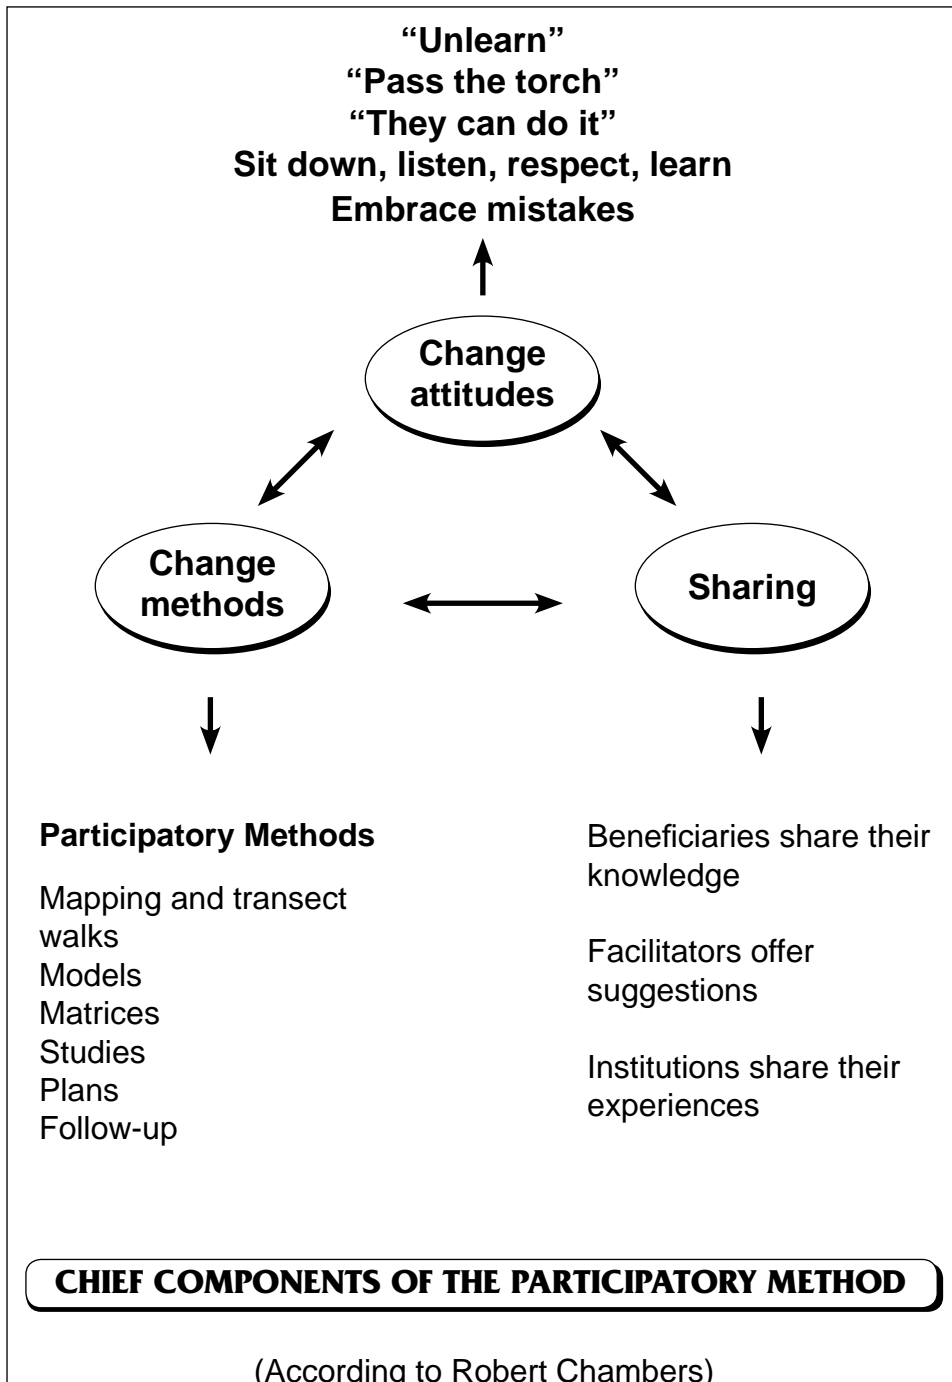 “Unlearn”
“Pass the torch”
“They can do it”
Sit down, listen, respect, learn
Embrace mistakes
Change
attitudes
Change
methods
Sharing
Participatory Methods
Mapping and transect
walks
Models
Matrices
Studies
Plans
Follow-up
Beneficiaries share their
knowledge
Facilitators offer
suggestions
Institutions share their
experiences
CHIEF COMPONENTS OF THE PARTICIPATORY METHOD
(According to Robert Chambers)